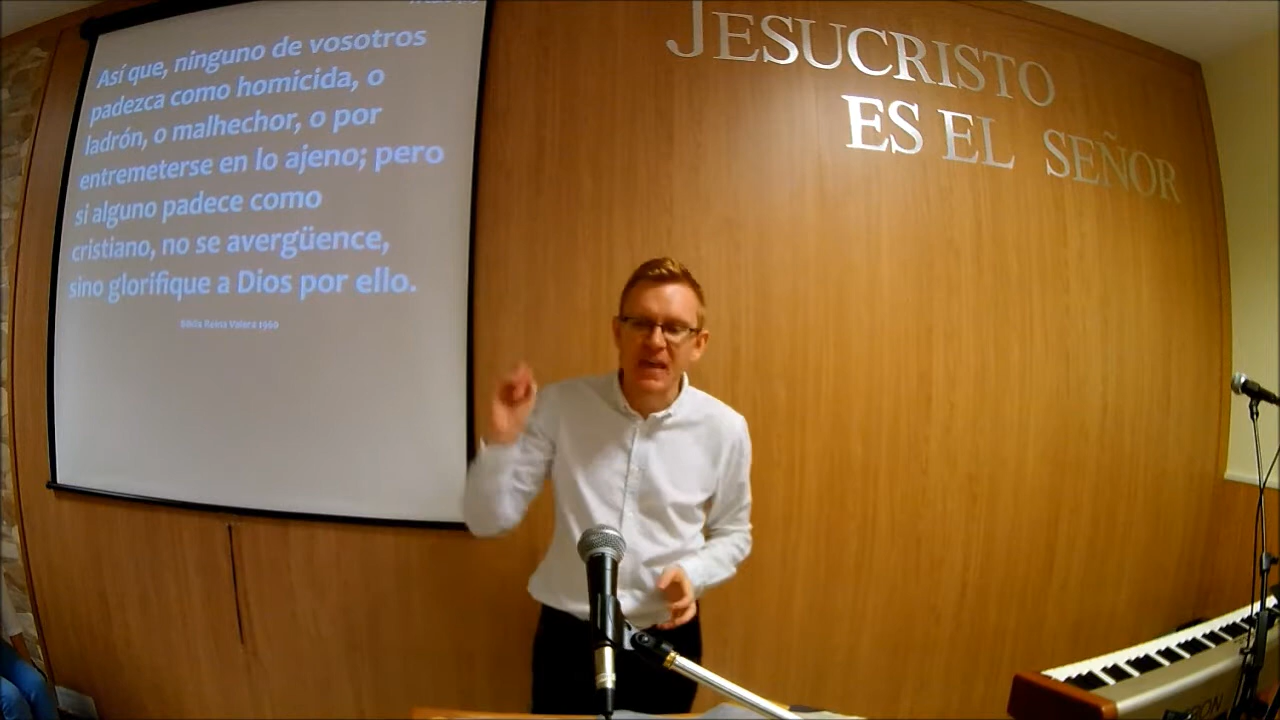 Así que, ninguno de vosotros
padezca como homicida, o
ladrón, o malhechor, o por
entremeterse en lo ajeno; pero
si alguno padece como
cristiano, no se avergüence,
sino glorifique a Dios por ello.
Biblia Reina Valera 1960
JESUCRISTO
ES EL SEÑOR